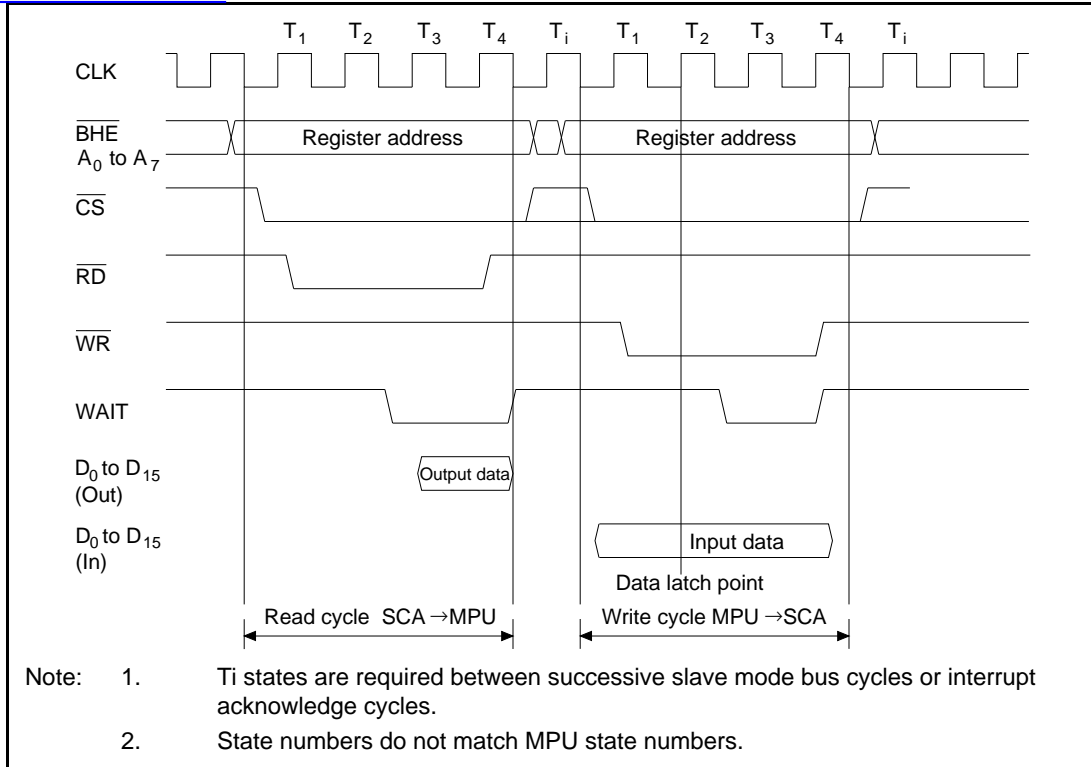 T1 T2 T3 T4 Ti T1 T2 T3 T4 Ti
CLK
BHE
A0 to A7
Register address Register address
CS
RD
WR
WAIT
D0 to D15
(Out)
Output data
D0 to D15
(In)
Input data
Data latch point
Read cycle SCA →MPU Write cycle MPU →SCA
Note: 1. Ti states are required between successive slave mode bus cycles or interrupt
acknowledge cycles.
2. State numbers do not match MPU state numbers.